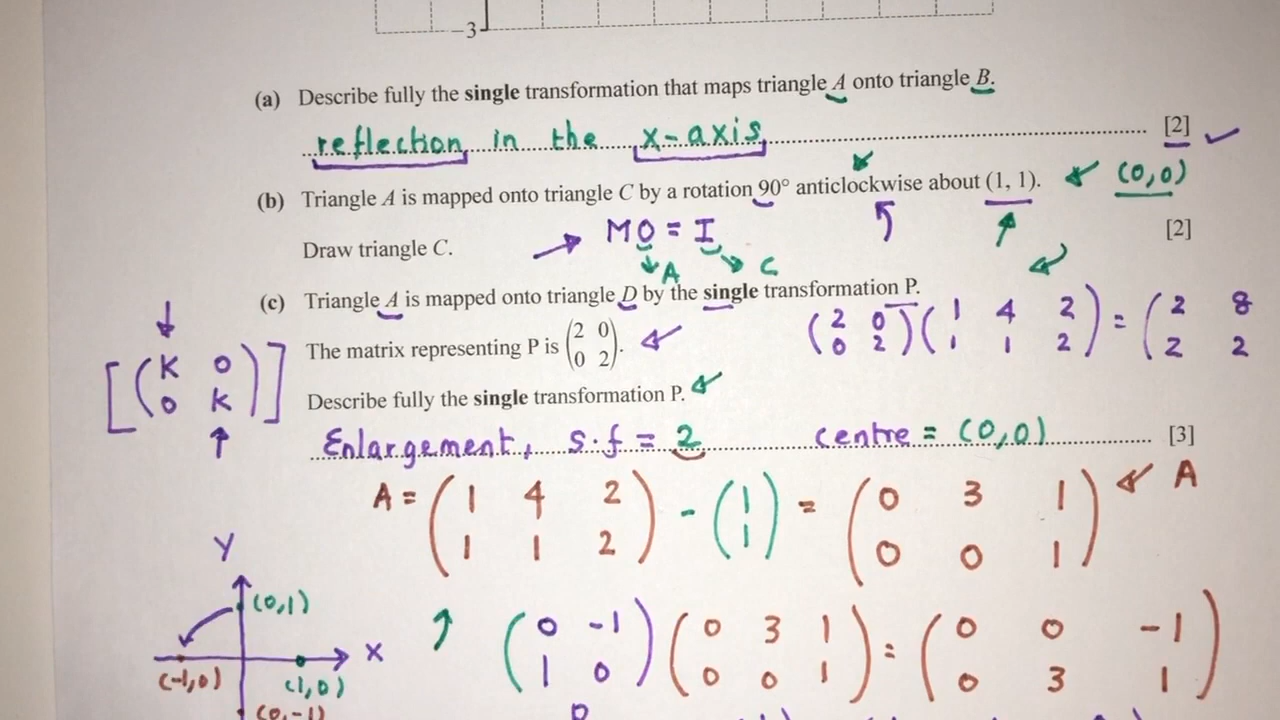 -3
(a) Describe fully the single transformation that maps triangle A onto triangle B.
reflection in the x-axis [2]
(b) Triangle A is mapped onto triangle C by a rotation 90° anticlockwise about (1, 1). (0,0)
MO = I [2]
Draw triangle C.
A C
(c) Triangle A is mapped onto triangle D by the single transformation P.
The matrix representing P is (2 0
0 2).
(2 0
0 2)(1 4 2
1 1 2) = (2 8
2 2
[(K 0
0 K)]
Describe fully the single transformation P.
Enlargement, s.f = 2 centre = (0,0) [3]
A = (1 4 2
1 1 2) - (1
1) = (0 3 1
0 0 1) A
Y
(0,1)
X
(-1,0) (1,0)
(0,-1)
(0 -1
1 0)(0 3 1
0 0 1) = (0 0 -1
0 3 1)